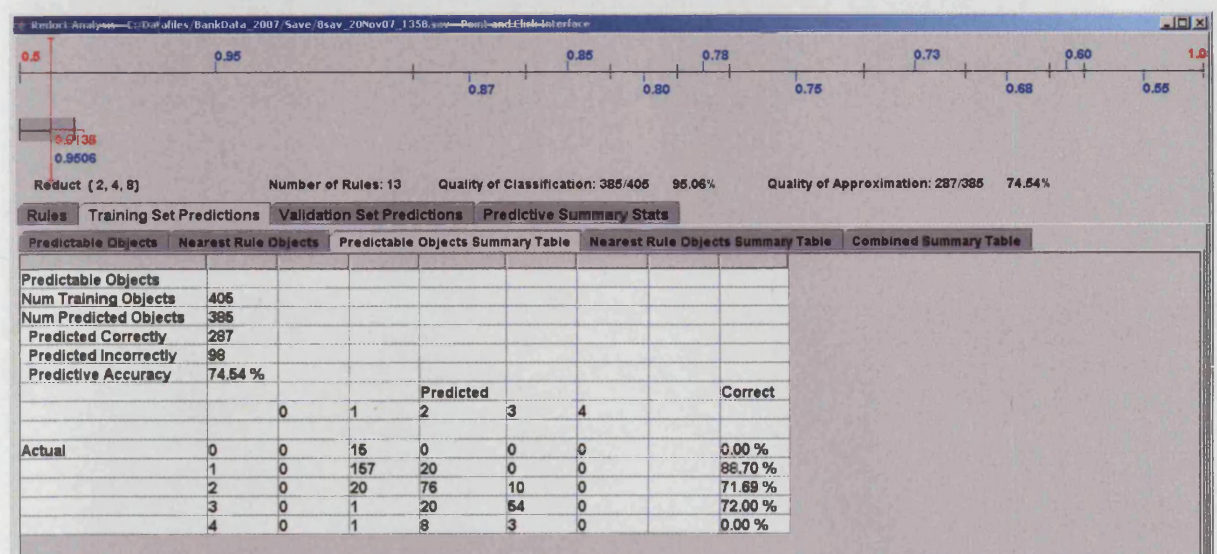 Reduct Analysis - E:/Datafiles/BankData_2007/Save/8sav_20Nov07_1358.sav - Point-and-Click Interface
0.5 0.95 0.85 0.78 0.73 0.60 1.0
0.87 0.80 0.75 0.68 0.55
0.9138
0.9506
Reduct { 2, 4, 8} Number of Rules: 13 Quality of Classification: 385/405 95.06% Quality of Approximation: 287/385 74.54%
Rules Training Set Predictions Validation Set Predictions Predictive Summary Stats
Predictable Objects Nearest Rule Objects Predictable Objects Summary Table Nearest Rule Objects Summary Table Combined Summary Table
Predictable Objects
Num Training Objects 405
Num Predicted Objects 385
Predicted Correctly 287
Predicted Incorrectly 98
Predictive Accuracy 74.54 %
Predicted Correct
0 1 2 3 4
Actual 0 0 15 0 0 0 0.00 %
1 0 157 20 0 0 88.70 %
2 0 20 76 10 0 71.69 %
3 0 1 20 54 0 72.00 %
4 0 1 8 3 0 0.00 %